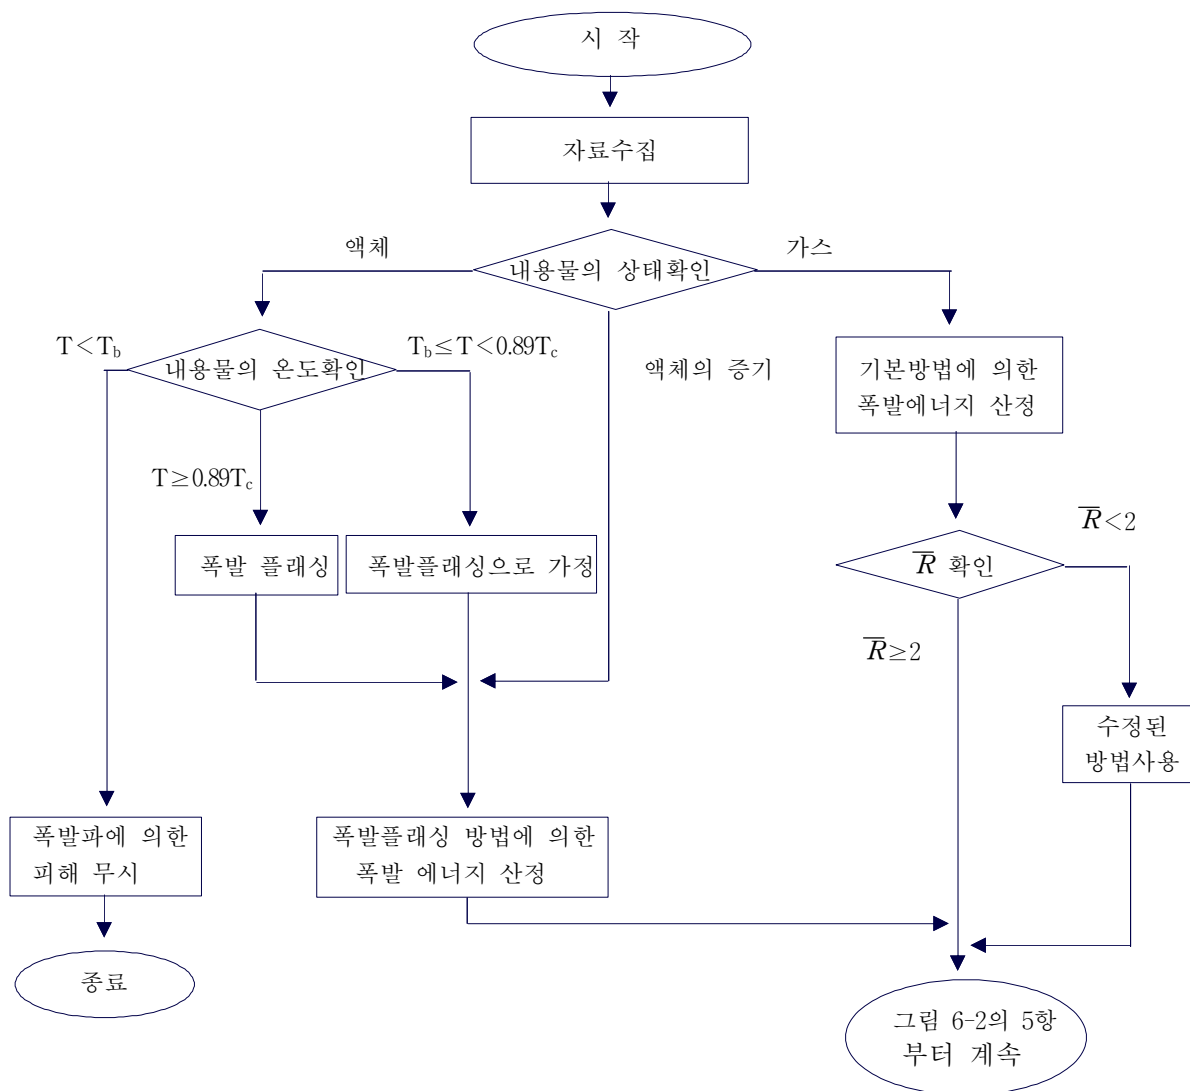 시 작
자료수집
액체
가스
내용물의 상태확인
T<T_b
내용물의 온도확인
T_b≤T<0.89T_c
액체의 증기
기본방법에 의한
폭발에너지 산정
T≥0.89T_c
폭발 플래싱
폭발플래싱으로 가정
R̅<2
R̅ 확인
R̅≥2
수정된
방법사용
폭발파에 의한
피해 무시
폭발플래싱 방법에 의한
폭발 에너지 산정
종료
그림 6-2의 5항
부터 계속